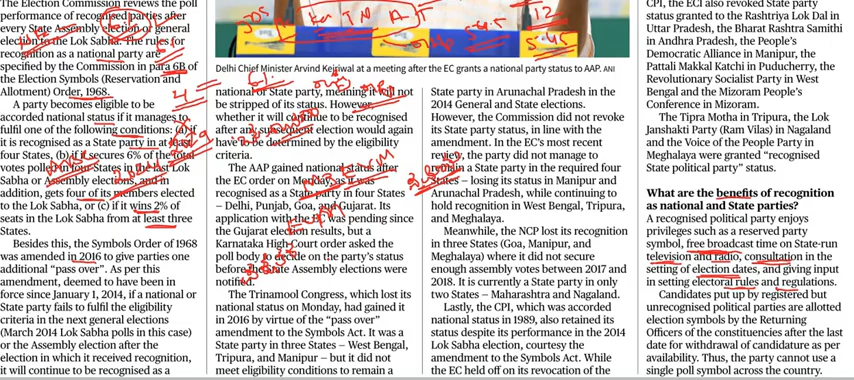 The Election Commission reviews the poll
performance of recognised parties after
every State Assembly election or general
election to the Lok Sabha. The rules for
recognition as a national party are
specified by the Commission in para 6B of
the Election Symbols (Reservation and
Allotment) Order, 1968.
A party becomes eligible to be
accorded national status if it manages to
fulfil one of the following conditions: (a) if
it is recognised as a State party in at least
four States, (b) if it secures 6% of the total
votes polled in four States in the last Lok
Sabha or Assembly elections, and in
addition, gets four of its members elected
to the Lok Sabha, or (c) if it wins 2% of
seats in the Lok Sabha from at least three
States.
Besides this, the Symbols Order of 1968
was amended in 2016 to give parties one
additional “pass over”. As per this
amendment, deemed to have been in
force since January 1, 2014, if a national or
State party fails to fulfil the eligibility
criteria in the next general elections
(March 2014 Lok Sabha polls in this case)
or the Assembly election after the
election in which it received recognition,
it will continue to be recognised as a
12
543
5.45
Delhi Chief Minister Arvind Kejriwal at a meeting after the EC grants a national party status to AAP. ANI
national or State party, meaning it will not
be stripped of its status. However,
whether it will continue to be recognised
after any subsequent election would again
have to be determined by the eligibility
criteria.
The AAP gained national status after
the EC order on Monday, as it was
recognised as a State party in four States
– Delhi, Punjab, Goa, and Gujarat. Its
application with the EC was pending since
the Gujarat election results, but a
Karnataka High Court order asked the
poll body to decide on the party’s status
before the State Assembly elections were
notified.
The Trinamool Congress, which lost its
national status on Monday, had gained it
in 2016 by virtue of the “pass over”
amendment to the Symbols Act. It was a
State party in three States – West Bengal,
Tripura, and Manipur – but it did not
meet eligibility conditions to remain a
State party in Arunachal Pradesh in the
2014 General and State elections.
However, the Commission did not revoke
its State party status, in line with the
amendment. In the EC’s most recent
review, the party did not manage to
remain a State party in the required four
States – losing its status in Manipur and
Arunachal Pradesh, while continuing to
hold recognition in West Bengal, Tripura,
and Meghalaya.
Meanwhile, the NCP lost its recognition
in three States (Goa, Manipur, and
Meghalaya) where it did not secure
enough assembly votes between 2017 and
2018. It is currently a State party in only
two States – Maharashtra and Nagaland.
Lastly, the CPI, which was accorded
national status in 1989, also retained its
status despite its performance in the 2014
Lok Sabha election, courtesy the
amendment to the Symbols Act. While
the EC held off on its revocation of the
CPI, the ECI also revoked State party
status granted to the Rashtriya Lok Dal in
Uttar Pradesh, the Bharat Rashtra Samithi
in Andhra Pradesh, the People’s
Democratic Alliance in Manipur, the
Pattali Makkal Katchi in Puducherry, the
Revolutionary Socialist Party in West
Bengal and the Mizoram People’s
Conference in Mizoram.
The Tipra Motha in Tripura, the Lok
Janshakti Party (Ram Vilas) in Nagaland
and the Voice of the People Party in
Meghalaya were granted “recognised
State political party” status.
What are the benefits of recognition
as national and State parties?
A recognised political party enjoys
privileges such as a reserved party
symbol, free broadcast time on State-run
television and radio, consultation in the
setting of election dates, and giving input
in setting electoral rules and regulations.
Candidates put up by registered but
unrecognised political parties are allotted
election symbols by the Returning
Officers of the constituencies after the last
date for withdrawal of candidature as per
availability. Thus, the party cannot use a
single poll symbol across the country.